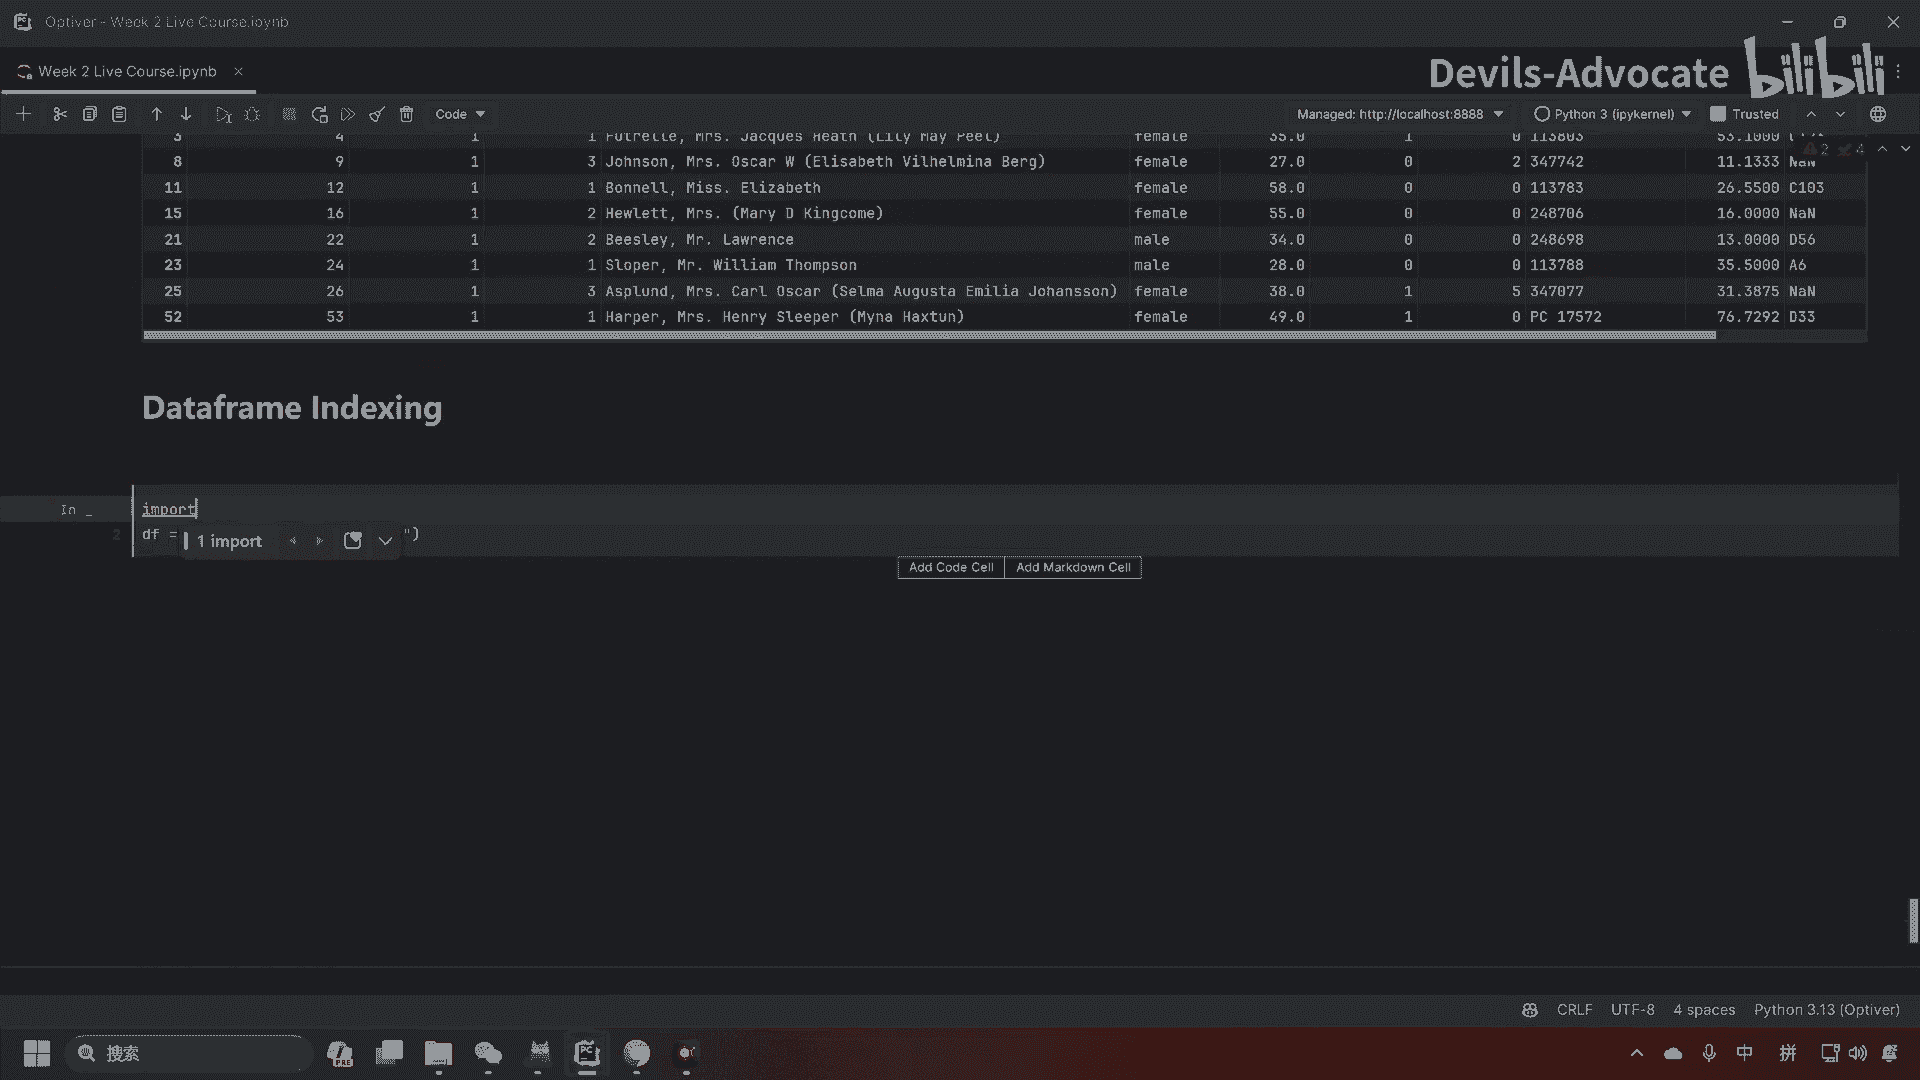 Optiver - Week 2 Live Course.ipynb
Week 2 Live Course.ipynb
Devils-Advocate bilibili
Code
Managed: http://localhost:8888
Python 3 (ipykernel)
Trusted
3 4 1 1 Futrelle, Mrs. Jacques Heath (Lily May Peel) female 35.0 1 0 113803 53.1000
2 4
8 9 1 3 Johnson, Mrs. Oscar W (Elisabeth Vilhelmina Berg) female 27.0 0 2 347742 11.1333 NaN
11 12 1 1 Bonnell, Miss. Elizabeth female 58.0 0 0 113783 26.5500 C103
15 16 1 2 Hewlett, Mrs. (Mary D Kingcome) female 55.0 0 0 248706 16.0000 NaN
21 22 1 2 Beesley, Mr. Lawrence male 34.0 0 0 248698 13.0000 D56
23 24 1 1 Sloper, Mr. William Thompson male 28.0 0 0 113788 35.5000 A6
25 26 1 3 Asplund, Mrs. Carl Oscar (Selma Augusta Emilia Johansson) female 38.0 1 5 347077 31.3875 NaN
52 53 1 1 Harper, Mrs. Henry Sleeper (Myna Haxtun) female 49.0 1 0 PC 17572 76.7292 D33
Dataframe Indexing
In _ import
2 df = ")
1 import
Add Code Cell Add Markdown Cell
CRLF UTF-8 4 spaces Python 3.13 (Optiver)
搜索
PRE
中 拼